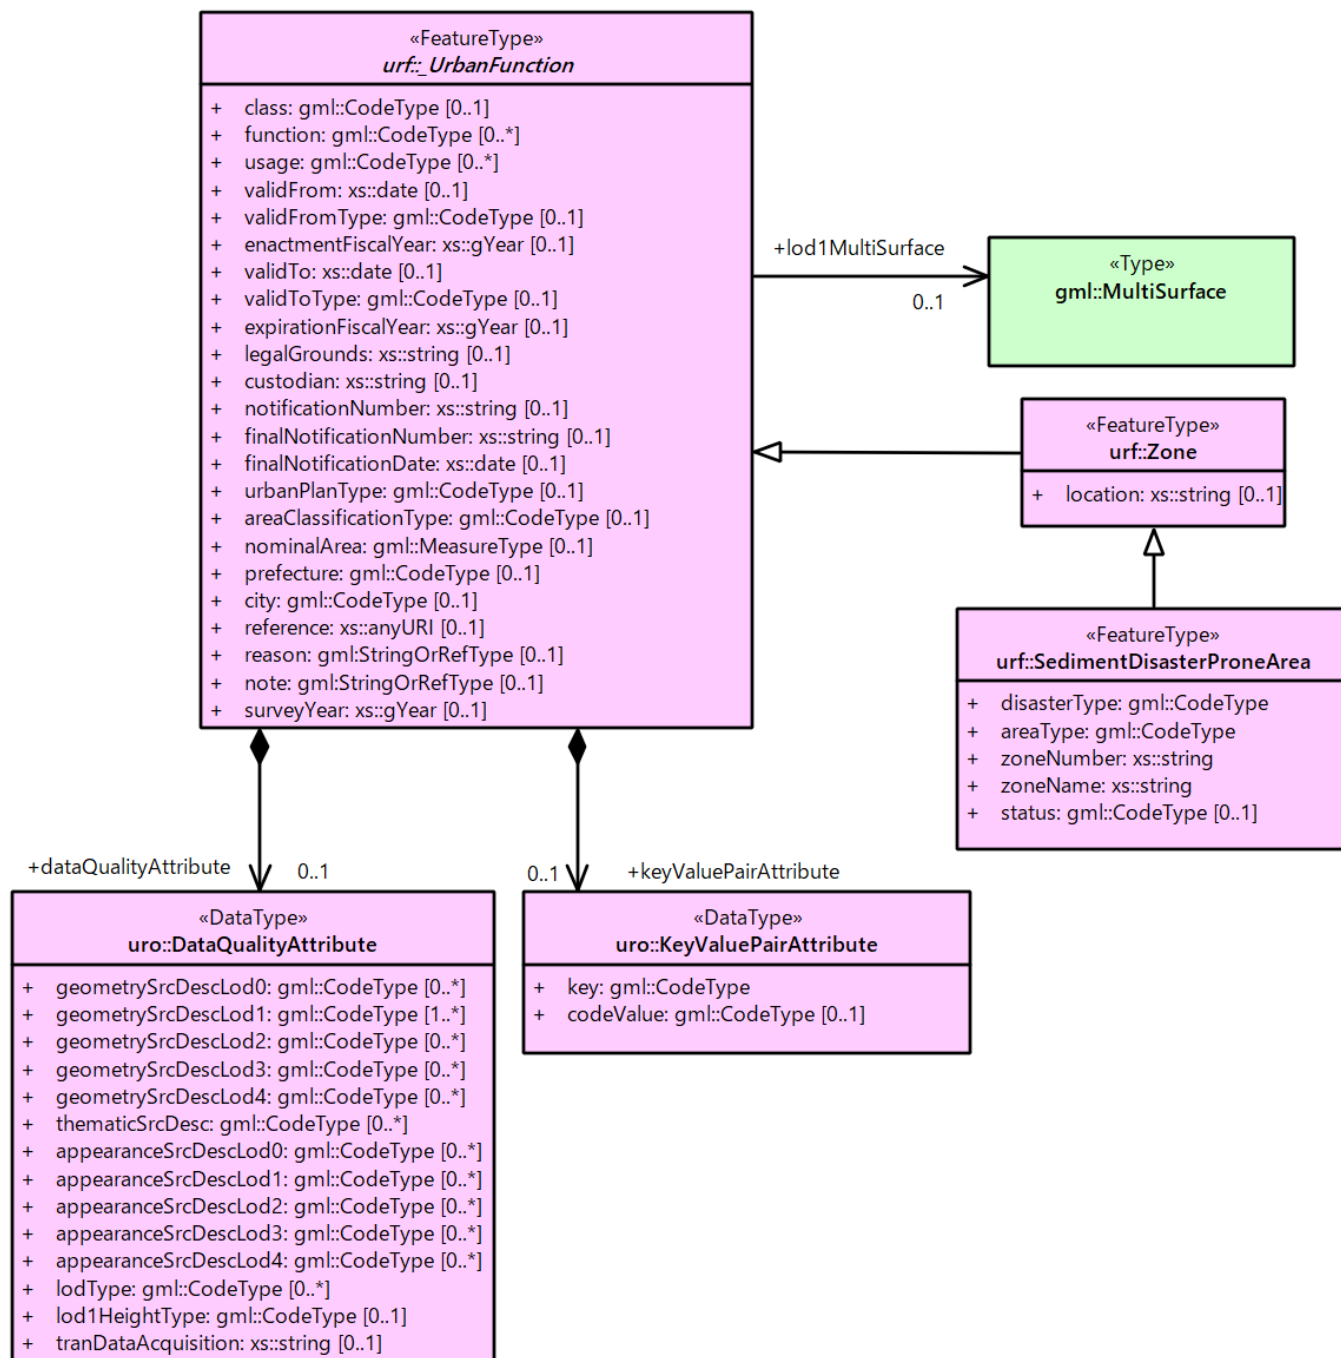 «FeatureType»
urf::_UrbanFunction
+ class: gml::CodeType [0..1]
+ function: gml::CodeType [0..*]
+ usage: gml::CodeType [0..*]
+ validFrom: xs::date [0..1]
+ validFromType: gml::CodeType [0..1]
+ enactmentFiscalYear: xs::gYear [0..1]
+ validTo: xs::date [0..1]
+ validToType: gml::CodeType [0..1]
+ expirationFiscalYear: xs::gYear [0..1]
+ legalGrounds: xs::string [0..1]
+ custodian: xs::string [0..1]
+ notificationNumber: xs::string [0..1]
+ finalNotificationNumber: xs::string [0..1]
+ finalNotificationDate: xs::date [0..1]
+ urbanPlanType: gml::CodeType [0..1]
+ areaClassificationType: gml::CodeType [0..1]
+ nominalArea: gml::MeasureType [0..1]
+ prefecture: gml::CodeType [0..1]
+ city: gml::CodeType [0..1]
+ reference: xs::anyURI [0..1]
+ reason: gml:StringOrRefType [0..1]
+ note: gml:StringOrRefType [0..1]
+ surveyYear: xs::gYear [0..1]
+lod1MultiSurface
0..1
«Type»
gml::MultiSurface
«FeatureType»
urf::Zone
+ location: xs::string [0..1]
«FeatureType»
urf::SedimentDisasterProneArea
+ disasterType: gml::CodeType
+ areaType: gml::CodeType
+ zoneNumber: xs::string
+ zoneName: xs::string
+ status: gml::CodeType [0..1]
+dataQualityAttribute
0..1
0..1
+keyValuePairAttribute
«DataType»
uro::DataQualityAttribute
+ geometrySrcDescLod0: gml::CodeType [0..*]
+ geometrySrcDescLod1: gml::CodeType [1..*]
+ geometrySrcDescLod2: gml::CodeType [0..*]
+ geometrySrcDescLod3: gml::CodeType [0..*]
+ geometrySrcDescLod4: gml::CodeType [0..*]
+ thematicSrcDesc: gml::CodeType [0..*]
+ appearanceSrcDescLod0: gml::CodeType [0..*]
+ appearanceSrcDescLod1: gml::CodeType [0..*]
+ appearanceSrcDescLod2: gml::CodeType [0..*]
+ appearanceSrcDescLod3: gml::CodeType [0..*]
+ appearanceSrcDescLod4: gml::CodeType [0..*]
+ lodType: gml::CodeType [0..*]
+ lod1HeightType: gml::CodeType [0..1]
+ tranDataAcquisition: xs::string [0..1]
«DataType»
uro::KeyValuePairAttribute
+ key: gml::CodeType
+ codeValue: gml::CodeType [0..1]